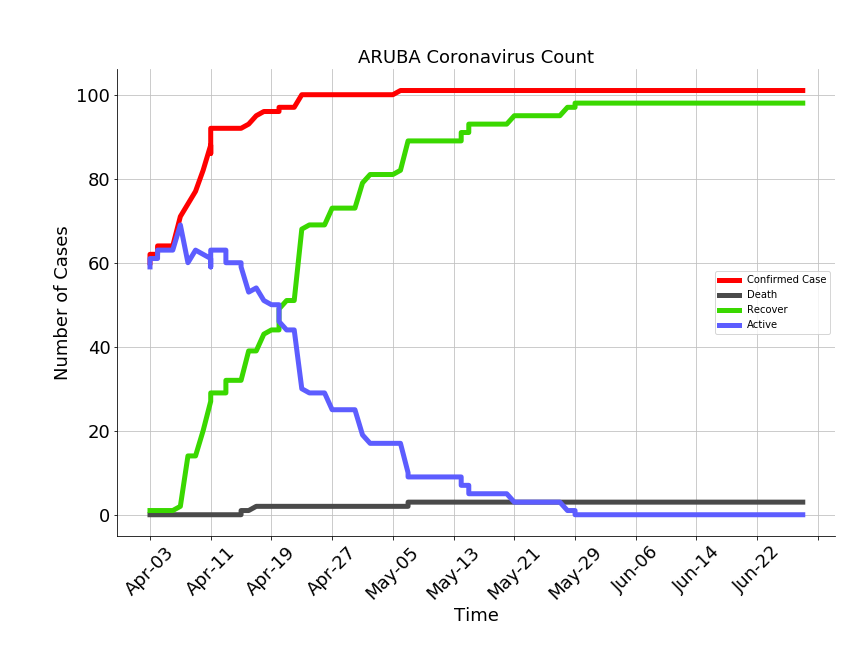 ARUBA Coronavirus Count
100
80
60
40
20
0
Number of Cases
Confirmed Case
Death
Recover
Active
Apr-03
Apr-11
Apr-19
Apr-27
May-05
May-13
May-21
May-29
Jun-06
Jun-14
Jun-22
Time